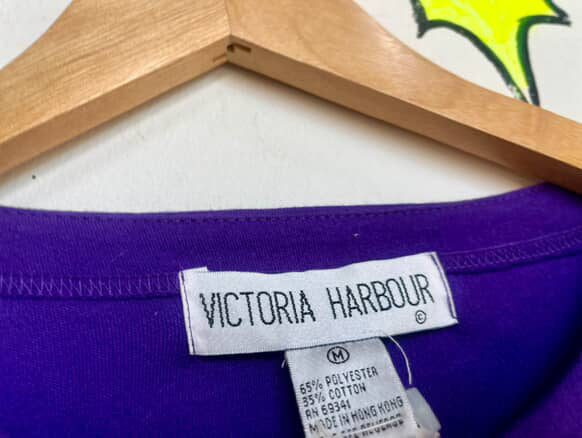 VICTORIA HARBOUR
©
M
65% POLYESTER
35% COTTON
RN 69341
MADE IN HONG KONG